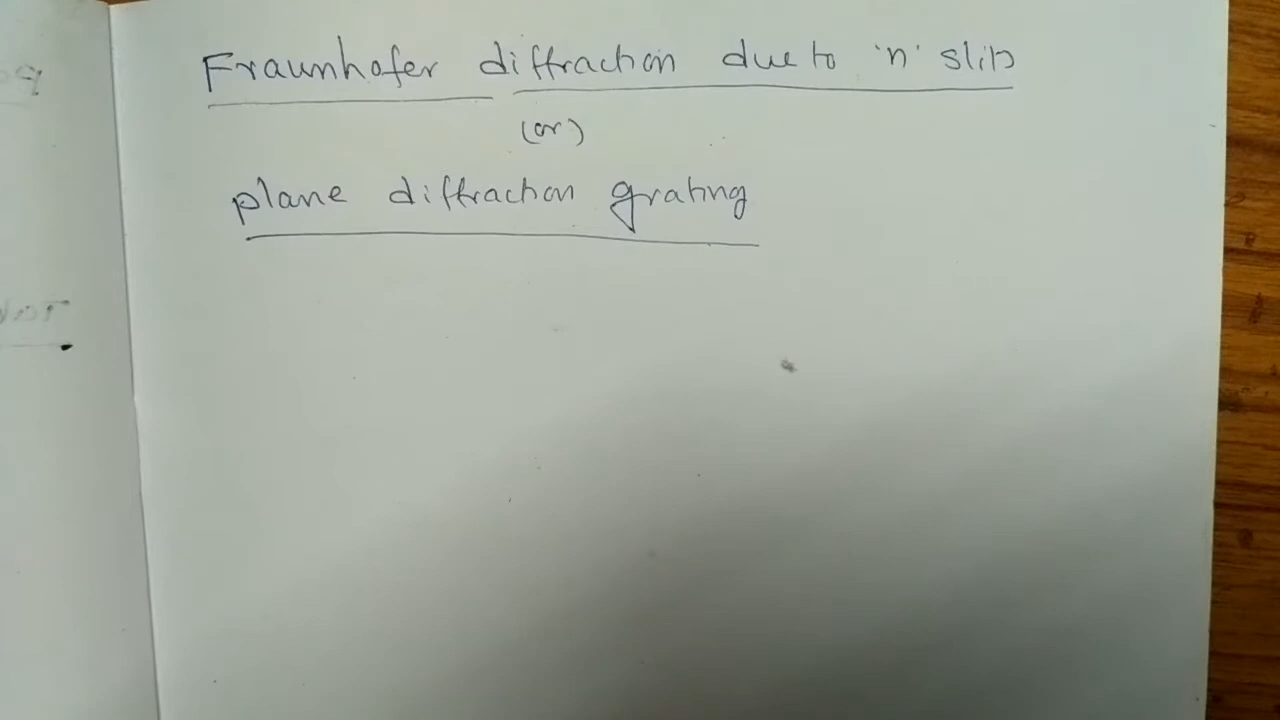 Fraunhofer diffraction due to 'n' slits
(or)
plane diffraction grating